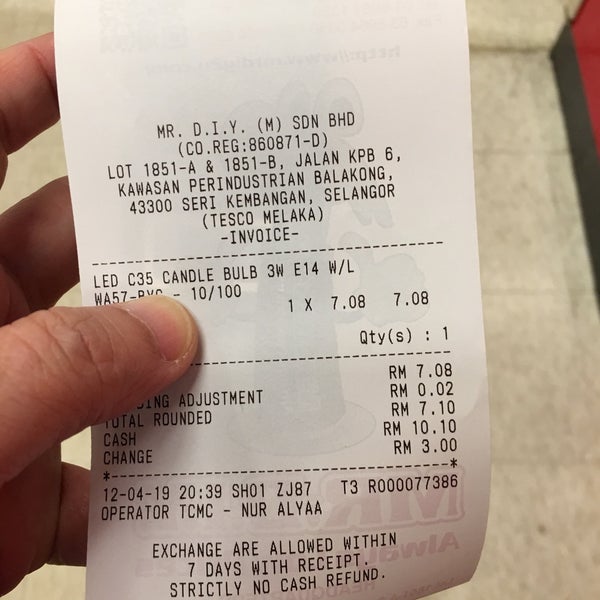 MR. D.I.Y. (M) SDN BHD
(CO.REG:860871-D)
LOT 1851-A & 1851-B, JALAN KPB 6,
KAWASAN PERINDUSTRIAN BALAKONG,
43300 SERI KEMBANGAN, SELANGOR
(TESCO MELAKA)
-INVOICE-
LED C35 CANDLE BULB 3W E14 W/L
- 10/100
1 X 7.08 7.08
Qty(s) : 1
RM 7.08
ADJUSTMENT RM 0.02
TOTAL ROUNDED RM 7.10
CASH RM 10.10
CHANGE RM 3.00
12-04-19 20:39 SH01 ZJ87 T3 R000077386
OPERATOR TCMC - NUR ALYAA
EXCHANGE ARE ALLOWED WITHIN
7 DAYS WITH RECEIPT.
STRICTLY NO CASH REFUND.